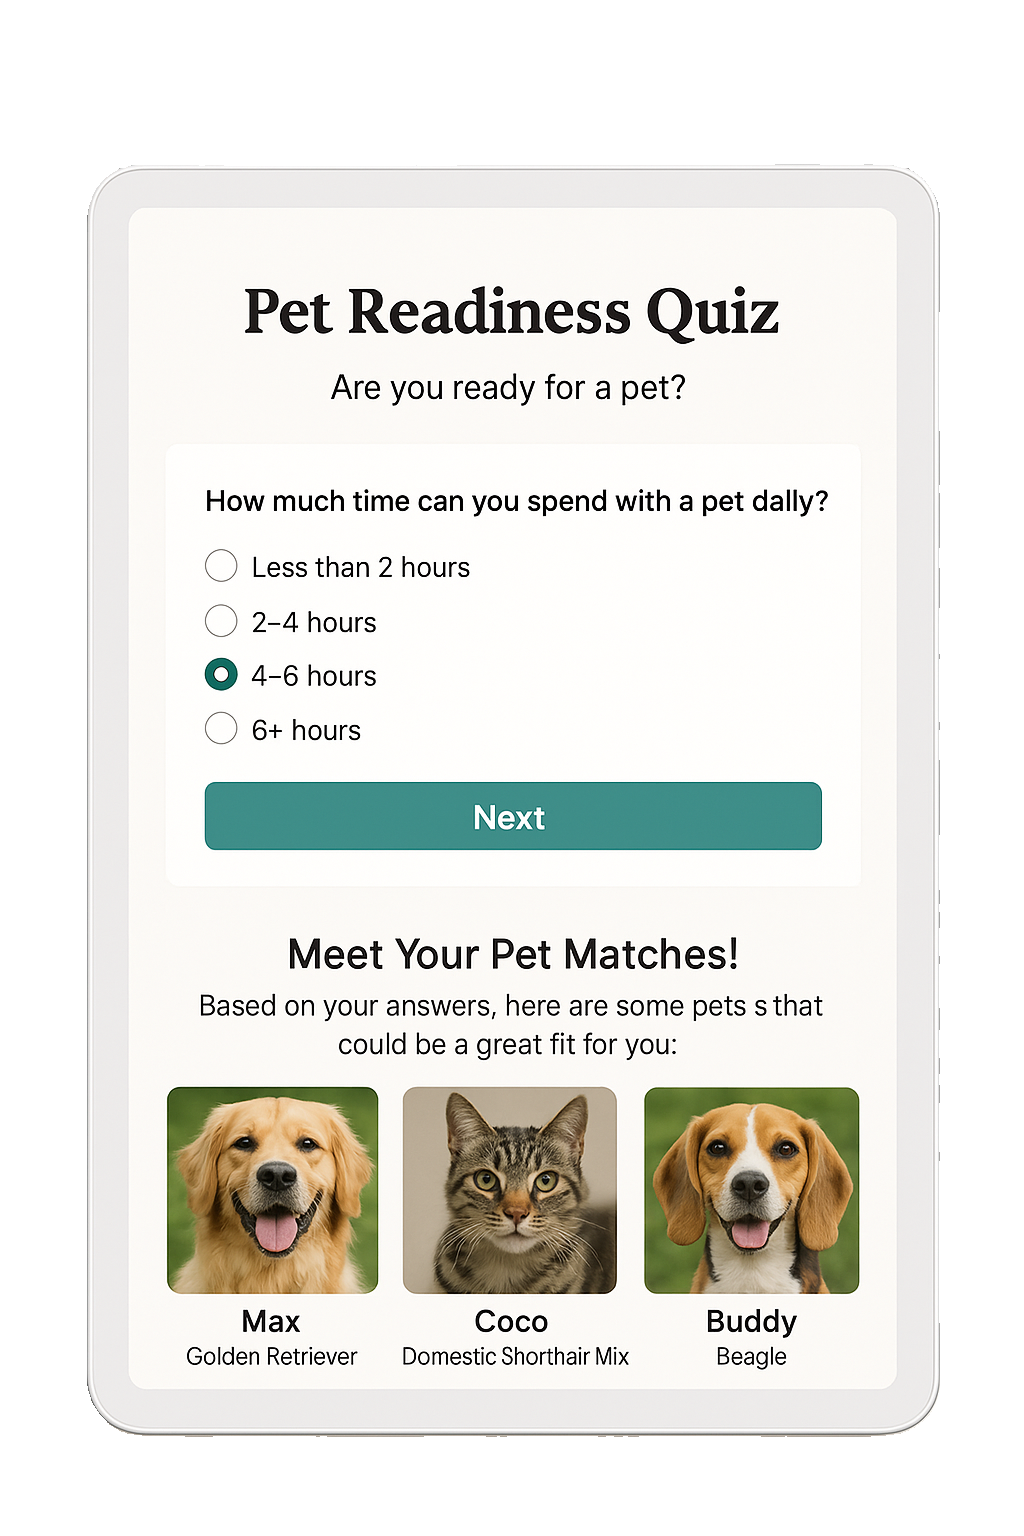 Pet Readiness Quiz
Are you ready for a pet?
How much time can you spend with a pet dally?
Less than 2 hours
2–4 hours
4–6 hours
6+ hours
Next
Meet Your Pet Matches!
Based on your answers, here are some pets s that
could be a great fit for you:
Max
Golden Retriever
Coco
Domestic Shorthair Mix
Buddy
Beagle